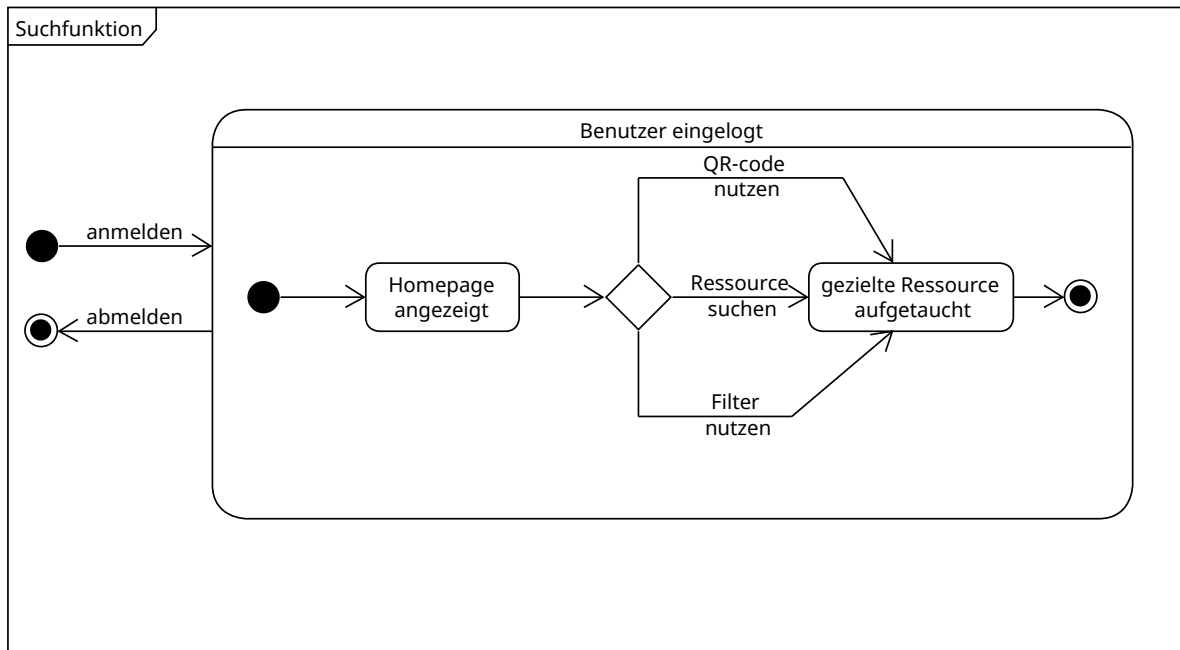 Suchfunktion
Benutzer eingelogt
QR-code
nutzen
anmelden
Homepage
angezeigt
Ressource
suchen
gezielte Ressource
aufgetaucht
abmelden
Filter
nutzen